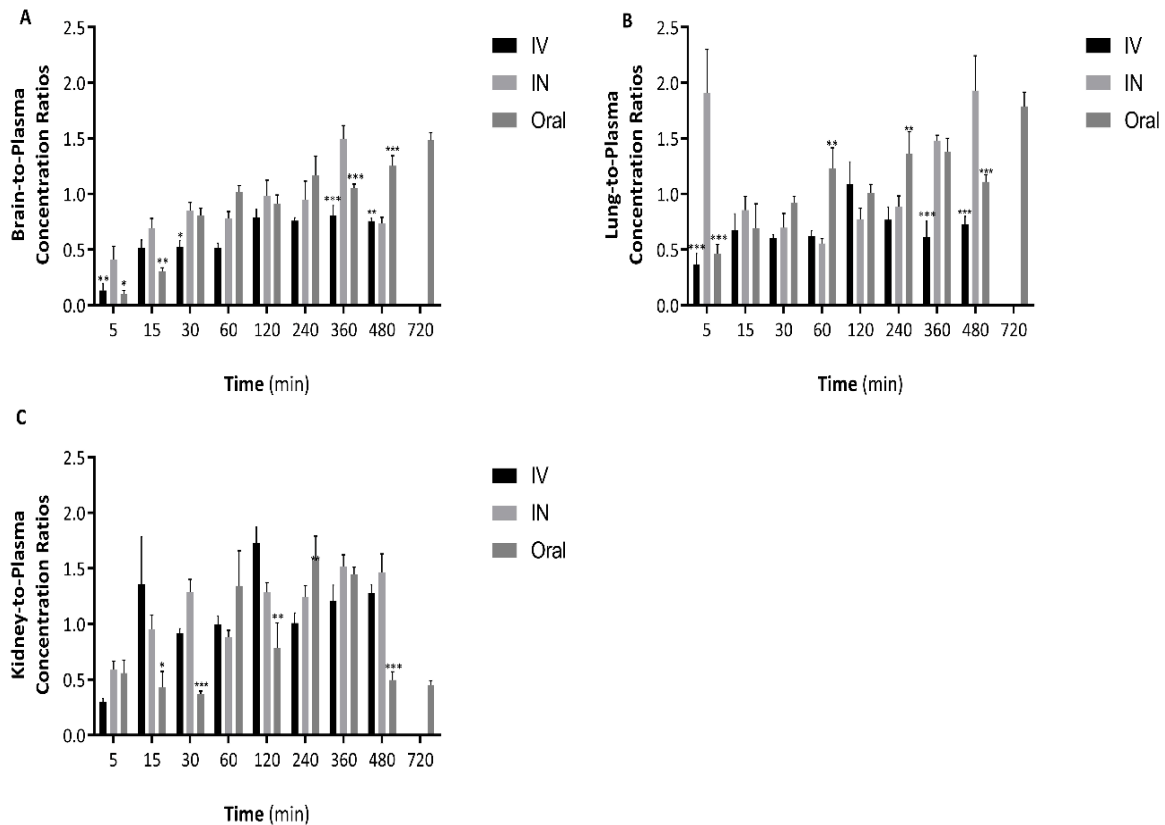 A
Brain-to-Plasma
Concentration Ratios
2.5
2.0
1.5
1.0
0.5
0.0
**
*
**
*
***
***
**
***
5 15 30 60 120 240 360 480 720
Time (min)
IV
IN
Oral
B
Lung-to-Plasma
Concentration Ratios
2.5
2.0
1.5
1.0
0.5
0.0
***
***
**
**
***
***
***
5 15 30 60 120 240 360 480 720
Time (min)
IV
IN
Oral
C
Kidney-to-Plasma
Concentration Ratios
2.5
2.0
1.5
1.0
0.5
0.0
*
***
**
**
***
5 15 30 60 120 240 360 480 720
Time (min)
IV
IN
Oral